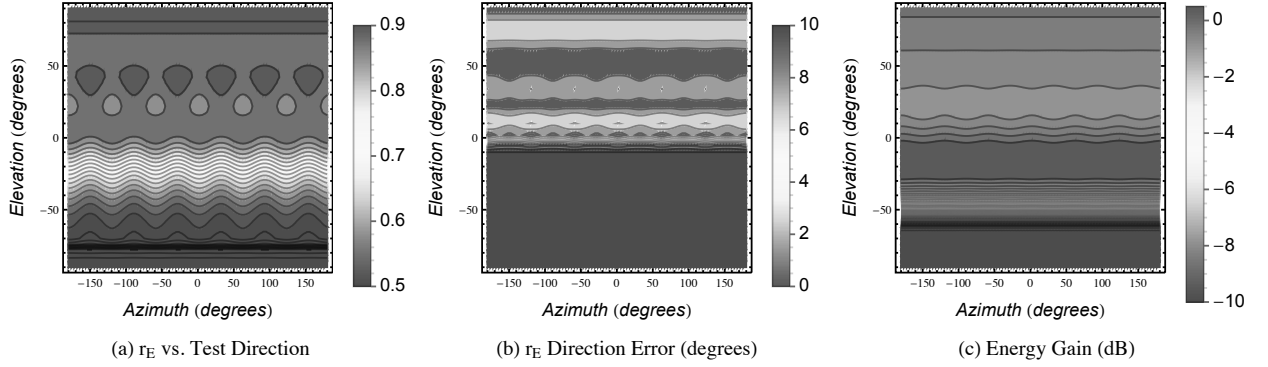 50
0
−50
Elevation (degrees)
−150 −100 −50 0 50 100 150
Azimuth (degrees)
0.9
0.8
0.7
0.6
0.5
(a) rE vs. Test Direction
50
0
−50
Elevation (degrees)
−150 −100 −50 0 50 100 150
Azimuth (degrees)
10
8
6
4
2
0
(b) rE Direction Error (degrees)
50
0
−50
Elevation (degrees)
−150 −100 −50 0 50 100 150
Azimuth (degrees)
0
−2
−4
−6
−8
−10
(c) Energy Gain (dB)